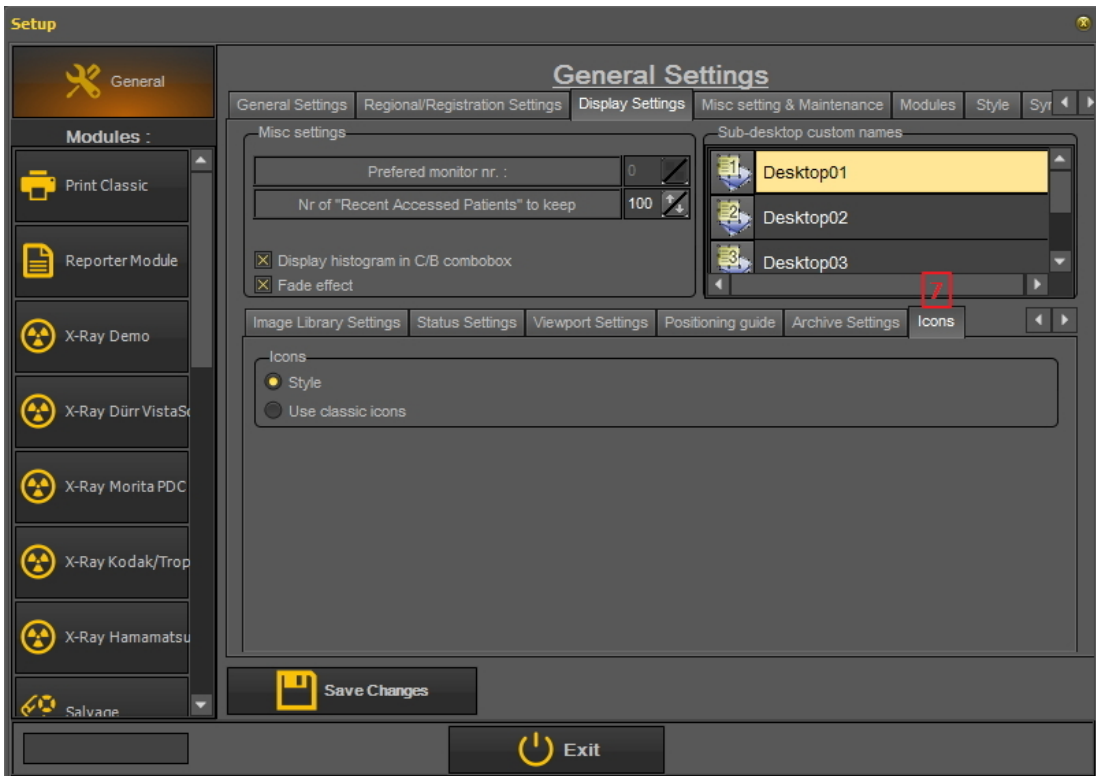 Setup
General
Modules :
Print Classic
Reporter Module
X-Ray Demo
X-Ray Dürr VistaSc
X-Ray Morita PDC
X-Ray Kodak/Trop
X-Ray Hamamatsu
Salvage
General Settings
General Settings Regional/Registration Settings Display Settings Misc setting & Maintenance Modules Style Syr
Misc settings
Prefered monitor nr. : 0
Nr of "Recent Accessed Patients" to keep 100
Display histogram in C/B combobox
Fade effect
Sub-desktop custom names
1 Desktop01
2 Desktop02
3 Desktop03
7
Image Library Settings Status Settings Viewport Settings Positioning guide Archive Settings Icons
Icons
Style
Use classic icons
Save Changes
Exit